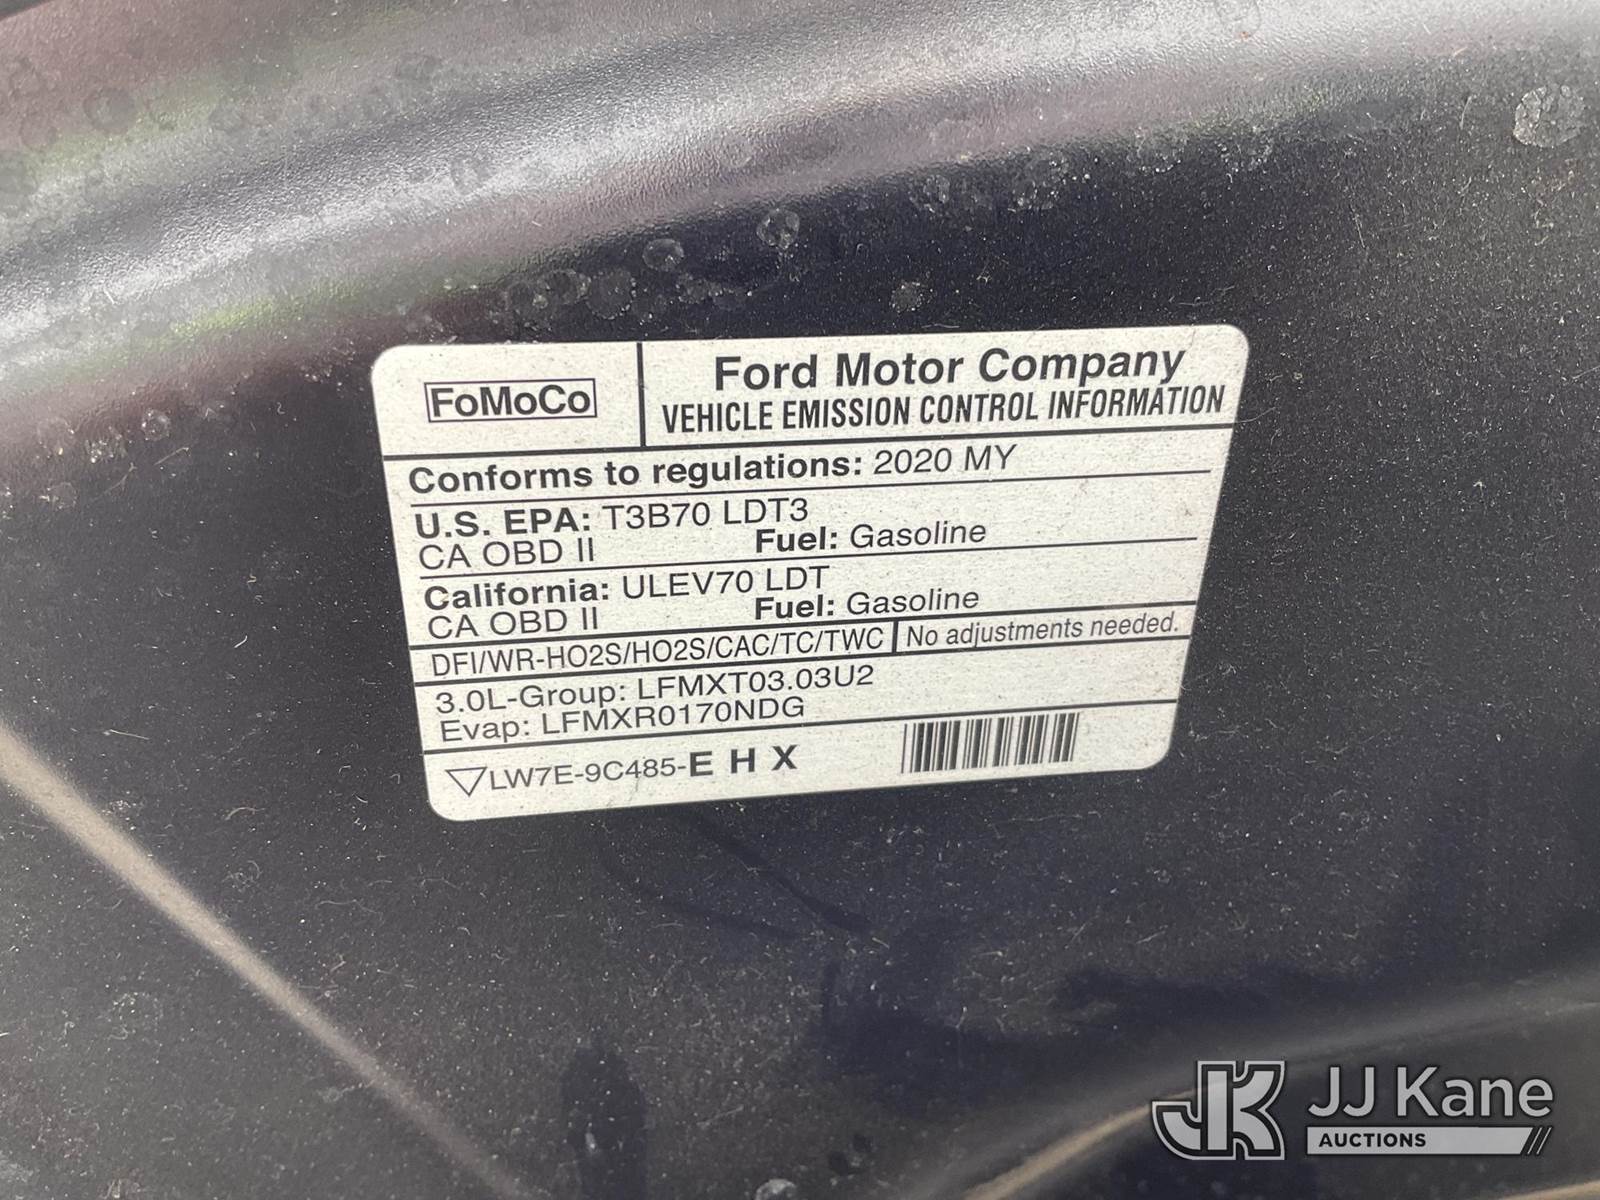 FoMoCo
Ford Motor Company
VEHICLE EMISSION CONTROL INFORMATION
Conforms to regulations: 2020 MY
U.S. EPA: T3B70 LDT3
CA OBD II Fuel: Gasoline
California: ULEV70 LDT
CA OBD II Fuel: Gasoline
DFI/WR-HO2S/HO2S/CAC/TC/TWC No adjustments needed.
3.0L-Group: LFMXT03.03U2
Evap: LFMXR0170NDG
LW7E-9C485-E H X
JK JJ Kane
AUCTIONS